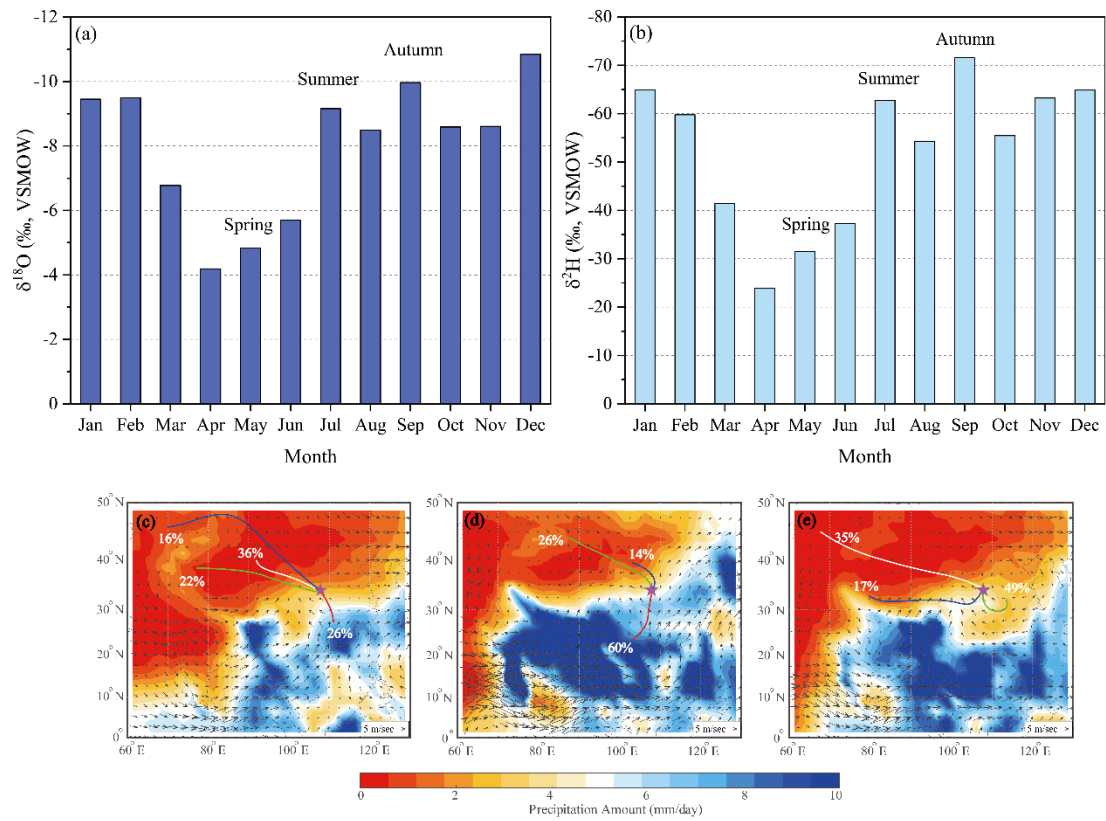 (a)
Spring
Summer
Autumn
-12
-10
-8
-6
-4
-2
0
δ¹⁸O (‰, VSMOW)
Jan Feb Mar Apr May Jun Jul Aug Sep Oct Nov Dec
Month
(b)
Spring
Summer
Autumn
-80
-70
-60
-50
-40
-30
-20
-10
0
δ²H (‰, VSMOW)
Jan Feb Mar Apr May Jun Jul Aug Sep Oct Nov Dec
Month
(c)
50°N
40°N
30°N
20°N
10°N
0°
16%
36%
22%
26%
5 m/sec >
60°E 80°E 100°E 120°E
(d)
50°N
40°N
30°N
20°N
10°N
0°
26%
14%
60%
5 m/sec >
60°E 80°E 100°E 120°E
(e)
50°N
40°N
30°N
20°N
10°N
0°
35%
17%
49%
5 m/sec >
60°E 80°E 100°E 120°E
0 2 4 6 8 10
Precipitation Amount (mm/day)